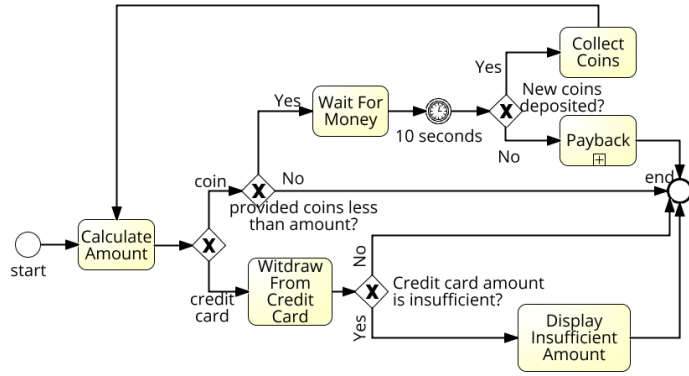 Collect
Coins
Yes
New coins
deposited?
Yes
Wait For
Money
10 seconds
No
Payback
end
coin
No
provided coins less
than amount?
Calculate
Amount
start
credit
card
Witdraw
From
Credit
Card
No
Credit card amount
is insufficient?
Yes
Display
Insufficient
Amount